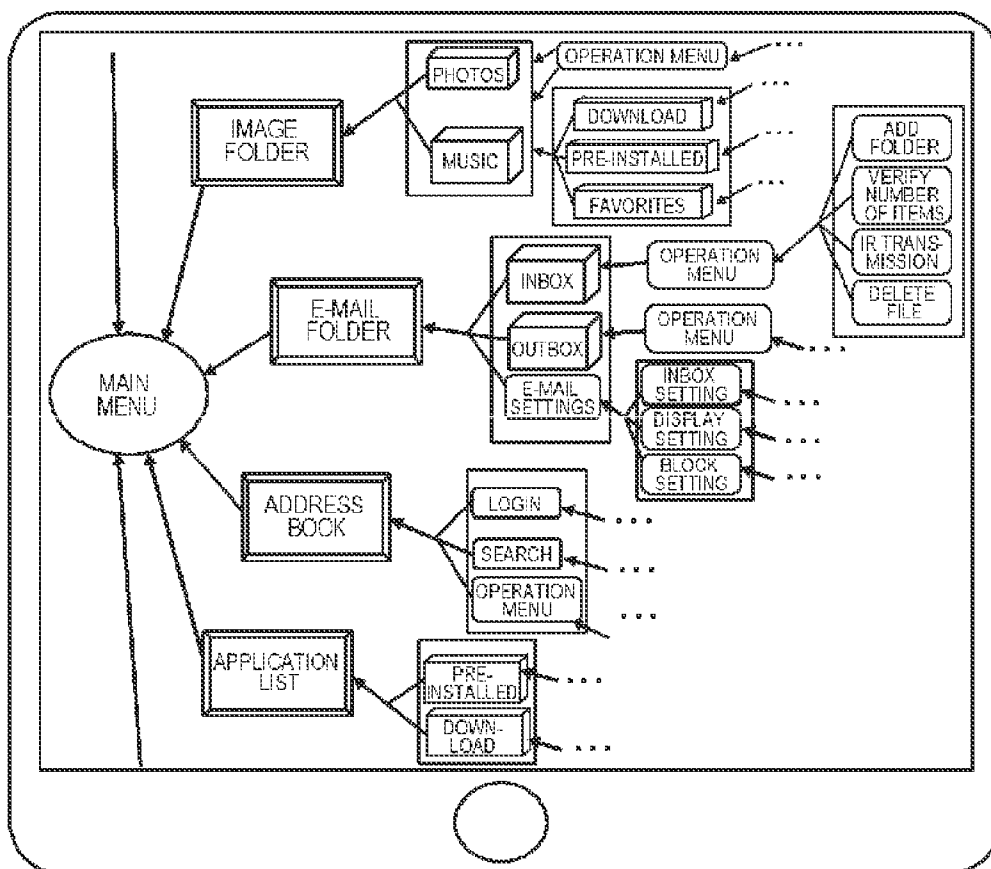 PHOTOS
OPERATION MENU
IMAGE
FOLDER
MUSIC
DOWNLOAD
PRE-INSTALLED
FAVORITES
ADD
FOLDER
VERIFY
NUMBER
OF ITEMS
IR TRANS-
MISSION
DELETE
FILE
E-MAIL
FOLDER
INBOX
OPERATION
MENU
OUTBOX
OPERATION
MENU
E-MAIL
SETTINGS
INBOX
SETTING
DISPLAY
SETTING
BLOCK
SETTING
MAIN
MENU
ADDRESS
BOOK
LOGIN
SEARCH
OPERATION
MENU
APPLICATION
LIST
PRE-
INSTALLED
DOWN-
LOAD